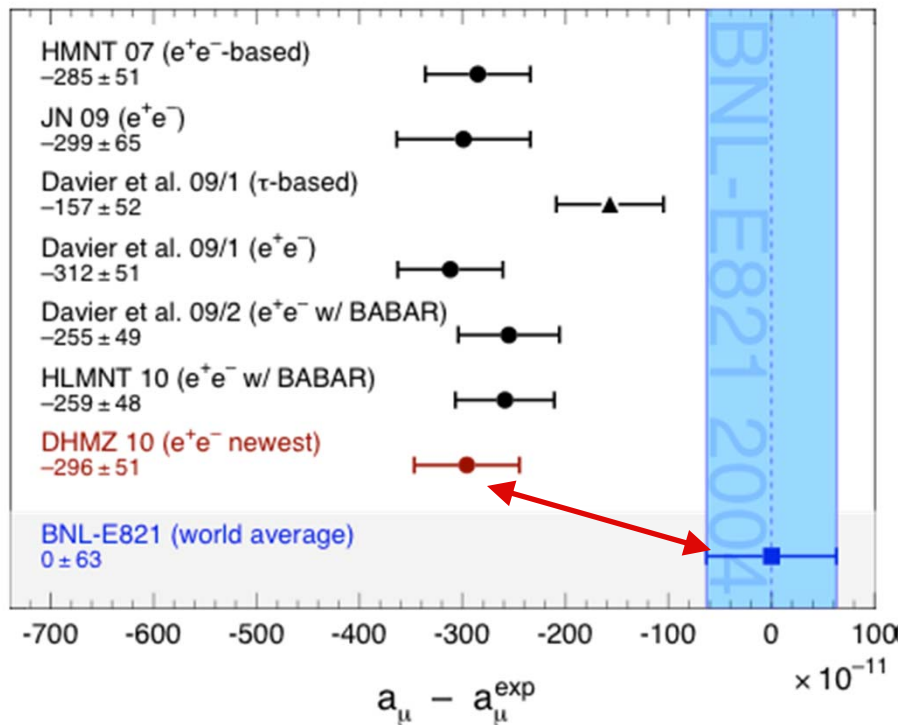 HMNT 07 (e⁺e⁻-based)
−285 ± 51
JN 09 (e⁺e⁻)
−299 ± 65
Davier et al. 09/1 (τ-based)
−157 ± 52
Davier et al. 09/1 (e⁺e⁻)
−312 ± 51
Davier et al. 09/2 (e⁺e⁻ w/ BABAR)
−255 ± 49
HLMNT 10 (e⁺e⁻ w/ BABAR)
−259 ± 48
DHMZ 10 (e⁺e⁻ newest)
−296 ± 51
BNL-E821 (world average)
0 ± 63
BNL-E821 2004
-700 -600 -500 -400 -300 -200 -100 0 100
× 10⁻¹¹
aμ − aμ^exp